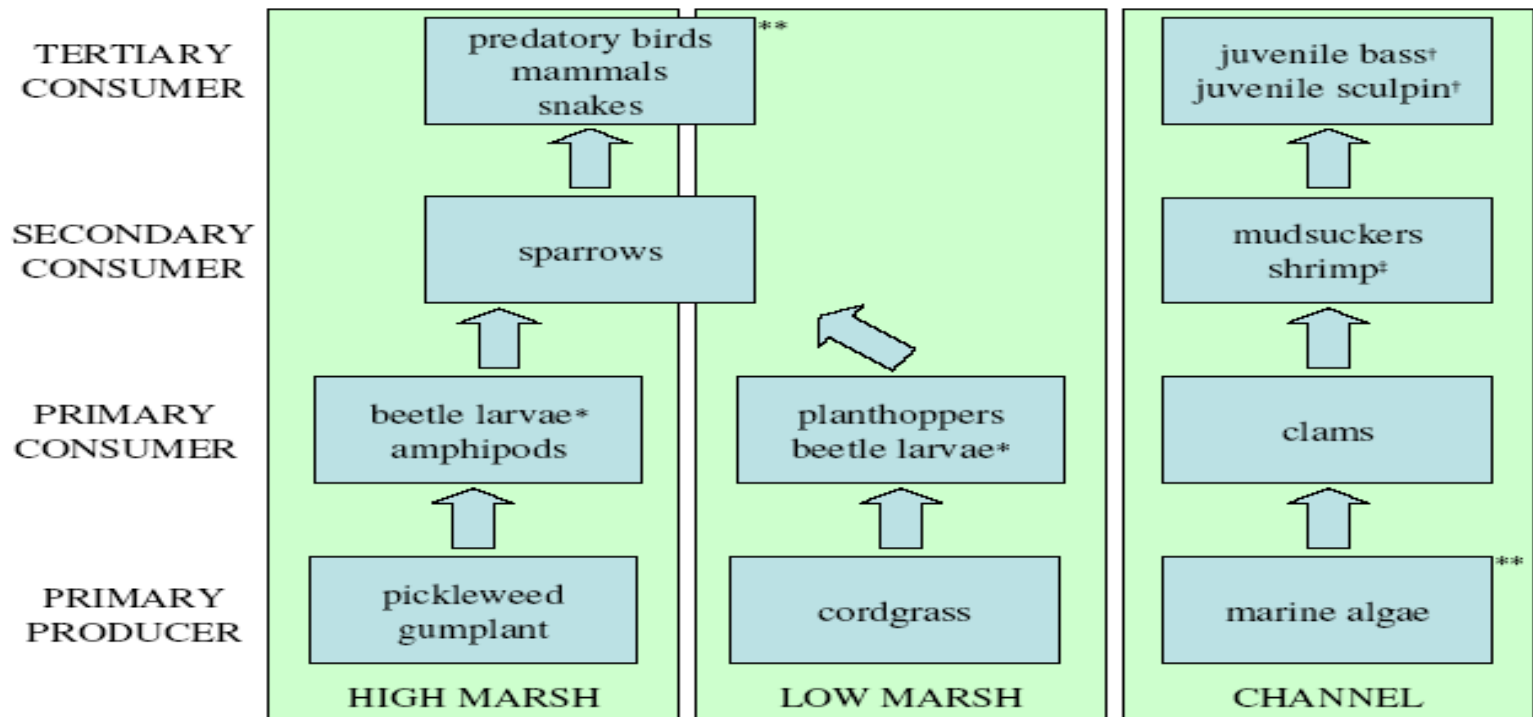 TERTIARY
CONSUMER
predatory birds
mammals
snakes
**
juvenile bass†
juvenile sculpin†
SECONDARY
CONSUMER
sparrows
mudsuckers
shrimp‡
PRIMARY
CONSUMER
beetle larvae*
amphipods
planthoppers
beetle larvae*
clams
PRIMARY
PRODUCER
pickleweed
gumplant
cordgrass
marine algae
**
HIGH MARSH
LOW MARSH
CHANNEL